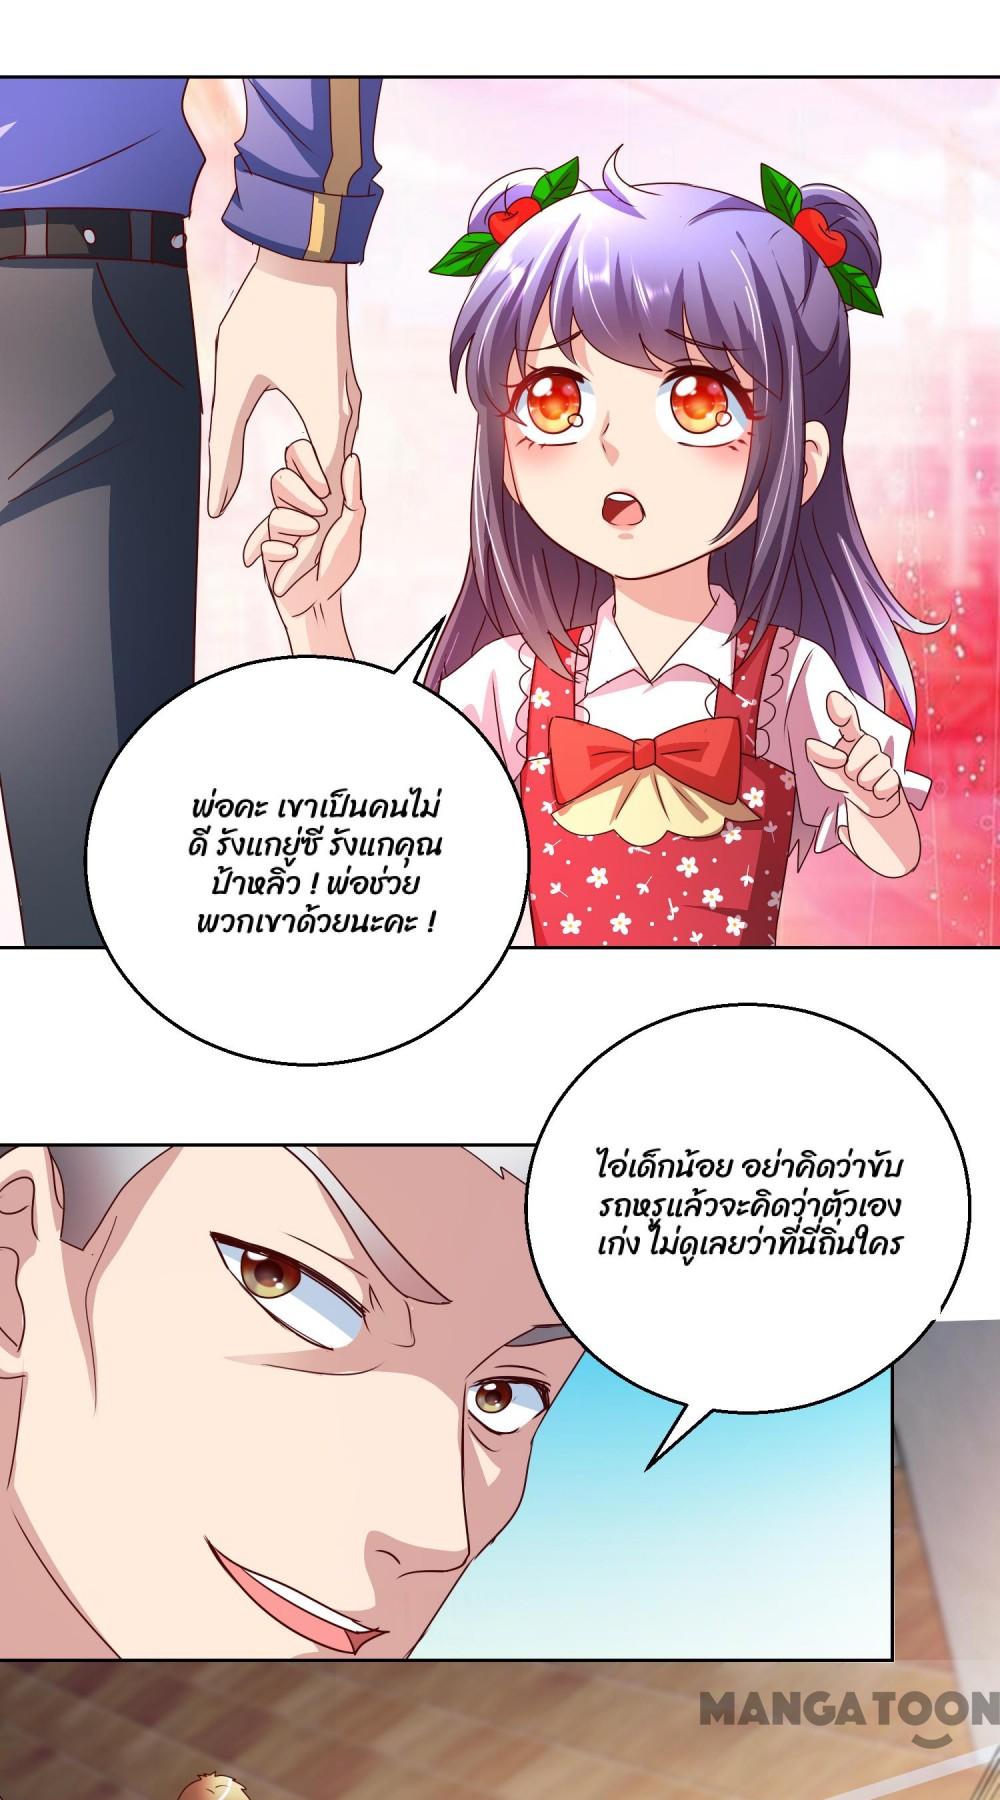 พ่อคะ เขาเป็นคนไม่
ดี รังแกยู่ซี รังแกคุณ
ป้าหลิว ! พ่อช่วย
พวกเขาด้วยนะคะ !
ไอ่เด็กน้อย อย่าคิดว่าขับ
รถหรูแล้วจะคิดว่าตัวเอง
เก่ง ไม่ดูเลยว่าที่นี่ถิ่นใคร
MANGATOON